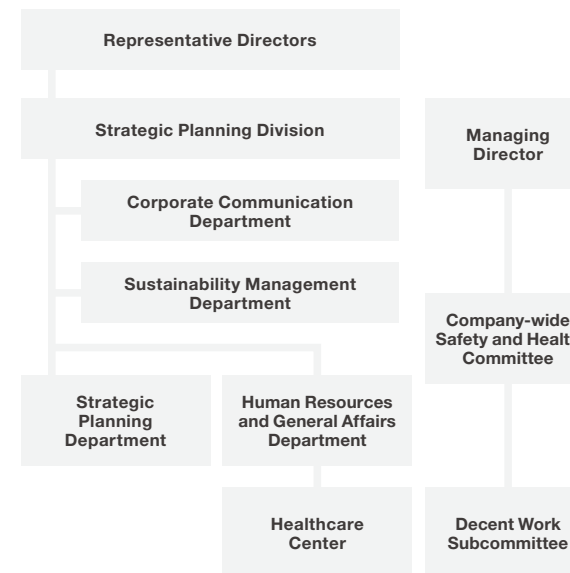 Representative Directors
Strategic Planning Division
Managing
Director
Corporate Communication
Department
Sustainability Management
Department
Company-wide
Safety and Healt
Committee
Strategic
Planning
Department
Human Resources
and General Affairs
Department
Healthcare
Center
Decent Work
Subcommittee